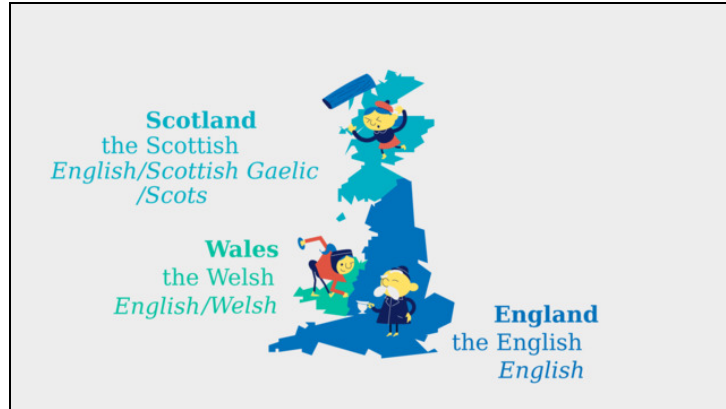 Scotland
the Scottish
English/Scottish Gaelic
/Scots
Wales
the Welsh
English/Welsh
England
the English
English